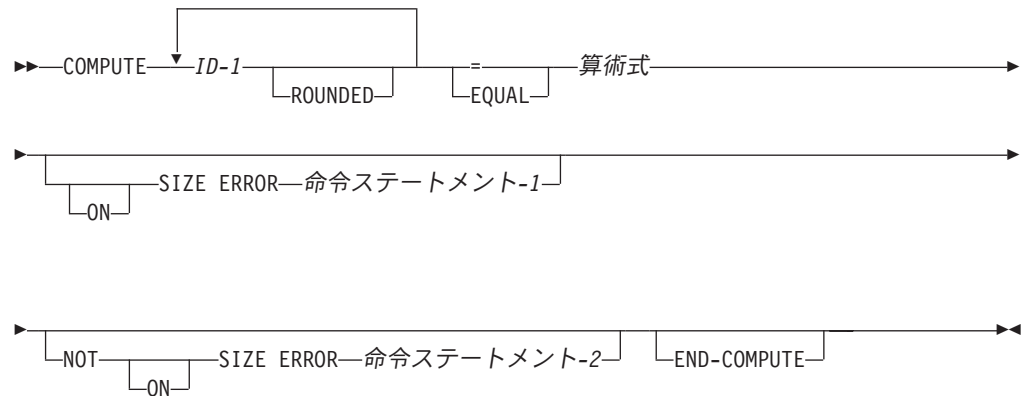 COMPUTE ID-1 = 算術式
ROUNDED EQUAL
SIZE ERROR 命令ステートメント-1
ON
NOT SIZE ERROR 命令ステートメント-2 END-COMPUTE
ON